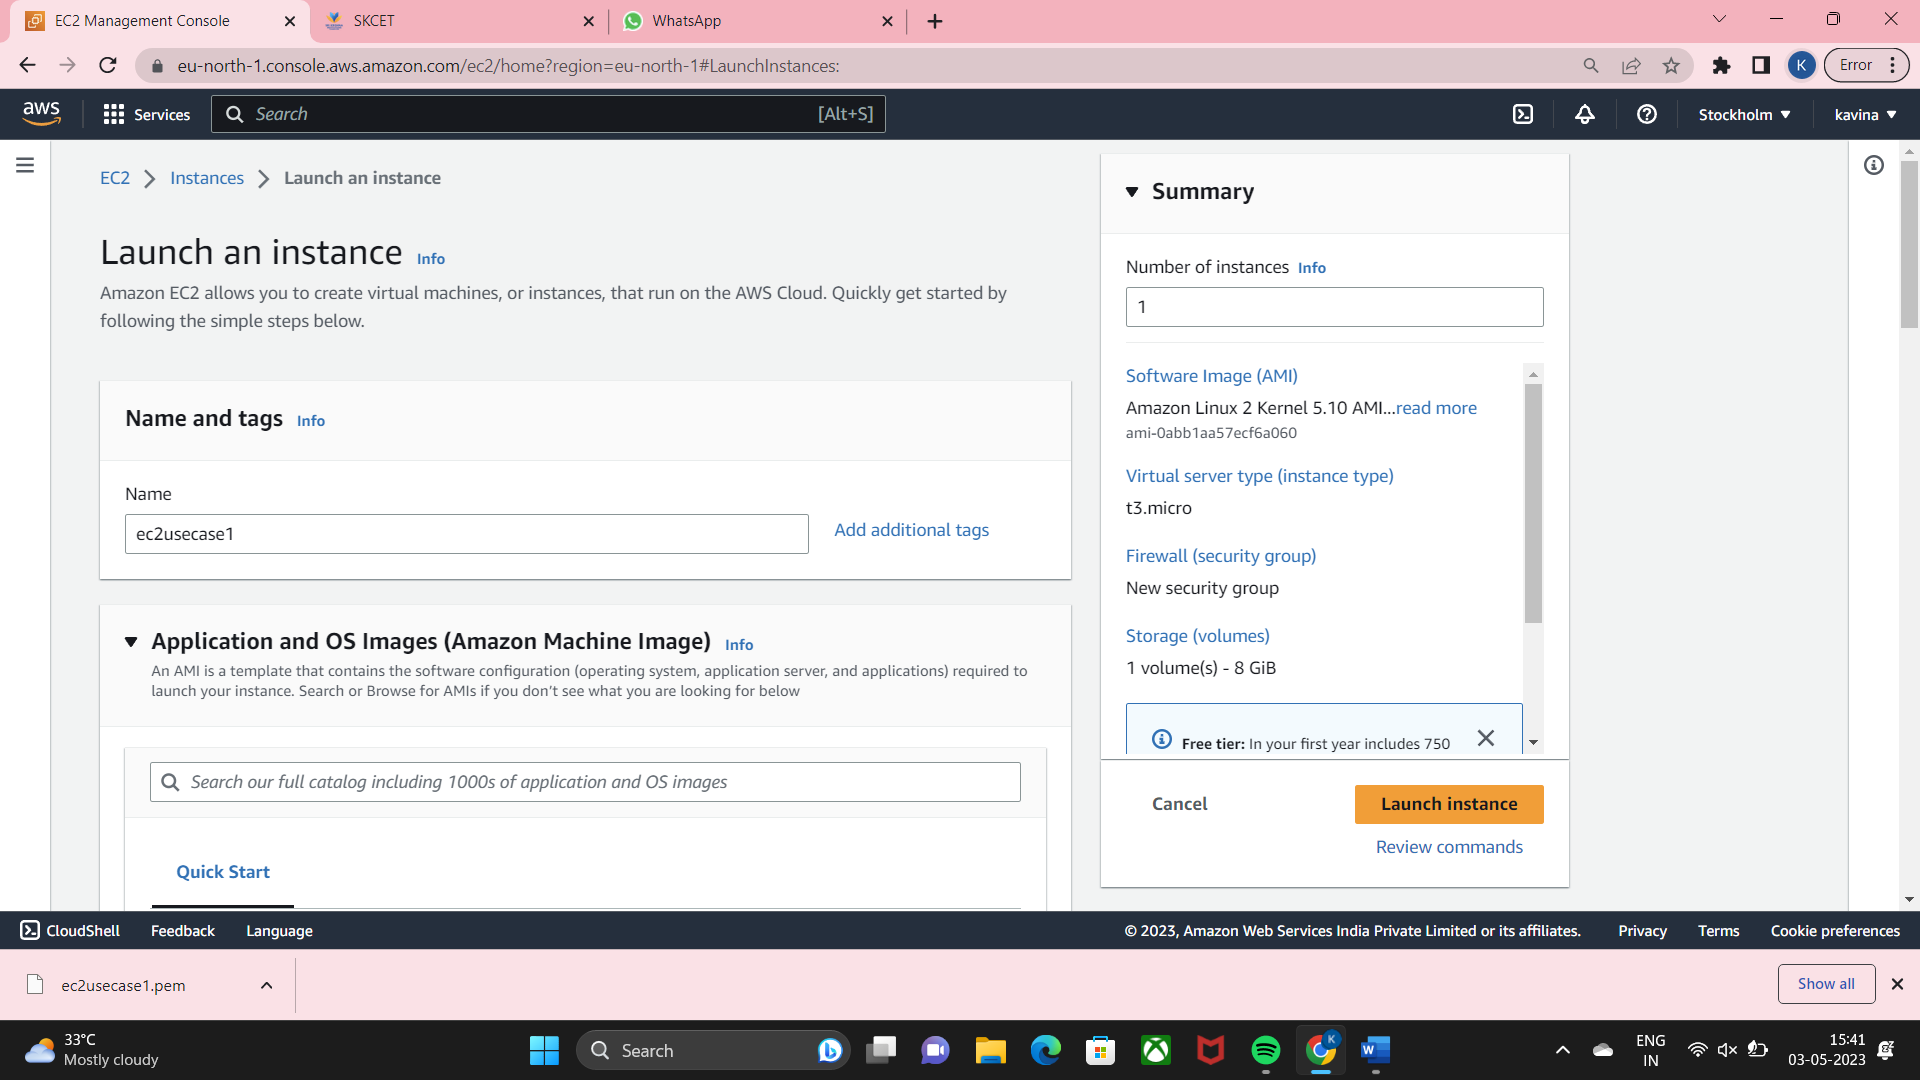 EC2 Management Console
SKCET
WhatsApp
eu-north-1.console.aws.amazon.com/ec2/home?region=eu-north-1#LaunchInstances:
K
Error
aws
Services
Search
[Alt+S]
Stockholm
kavina
EC2
Instances
Launch an instance
Launch an instance Info
Amazon EC2 allows you to create virtual machines, or instances, that run on the AWS Cloud. Quickly get started by
following the simple steps below.
Name and tags Info
Name
ec2usecase1
Add additional tags
Application and OS Images (Amazon Machine Image) Info
An AMI is a template that contains the software configuration (operating system, application server, and applications) required to
launch your instance. Search or Browse for AMIs if you don't see what you are looking for below
Search our full catalog including 1000s of application and OS images
Quick Start
Summary
Number of instances Info
1
Software Image (AMI)
Amazon Linux 2 Kernel 5.10 AMI...read more
ami-0abb1aa57ecf6a060
Virtual server type (instance type)
t3.micro
Firewall (security group)
New security group
Storage (volumes)
1 volume(s) - 8 GiB
Free tier: In your first year includes 750
Cancel
Launch instance
Review commands
CloudShell
Feedback
Language
© 2023, Amazon Web Services India Private Limited or its affiliates.
Privacy
Terms
Cookie preferences
ec2usecase1.pem
Show all
33°C
Mostly cloudy
Search
K
W
ENG
IN
15:41
03-05-2023